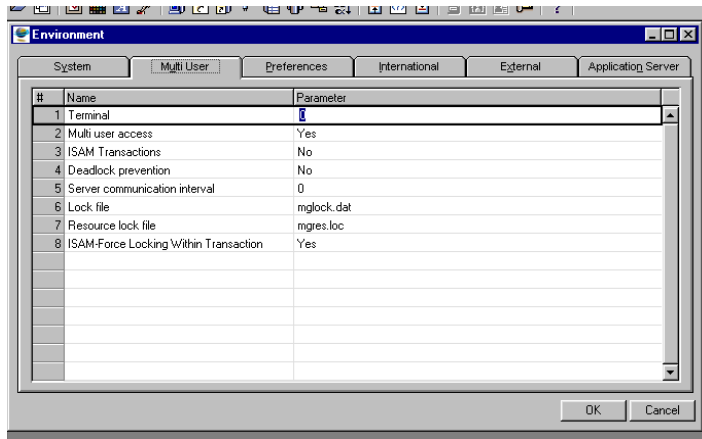 Environment
System Multi User Preferences International External Application Server
# Name Parameter
1 Terminal 0
2 Multi user access Yes
3 ISAM Transactions No
4 Deadlock prevention No
5 Server communication interval 0
6 Lock file mglock.dat
7 Resource lock file mgres.loc
8 ISAM-Force Locking Within Transaction Yes
OK Cancel